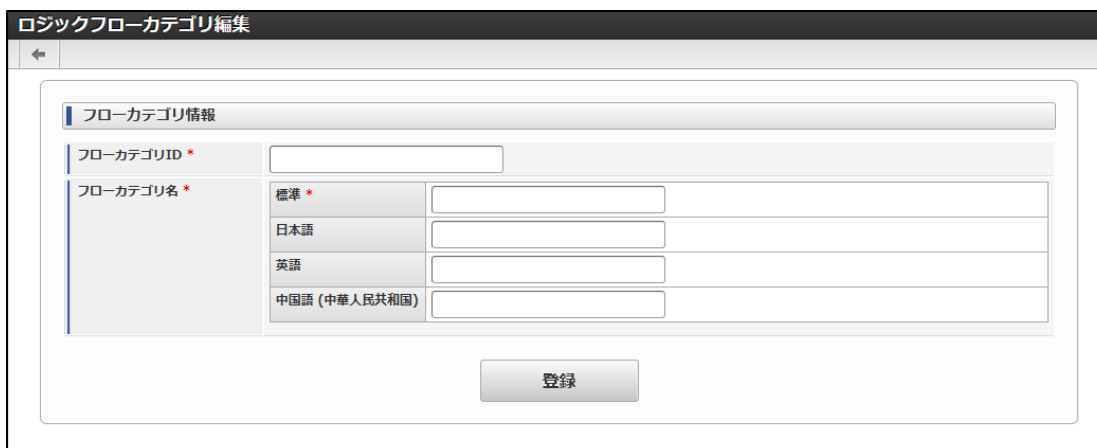 ロジックフローカテゴリ編集
フローカテゴリ情報
フローカテゴリID *
フローカテゴリ名 *
標準 *
日本語
英語
中国語 (中華人民共和国)
登録